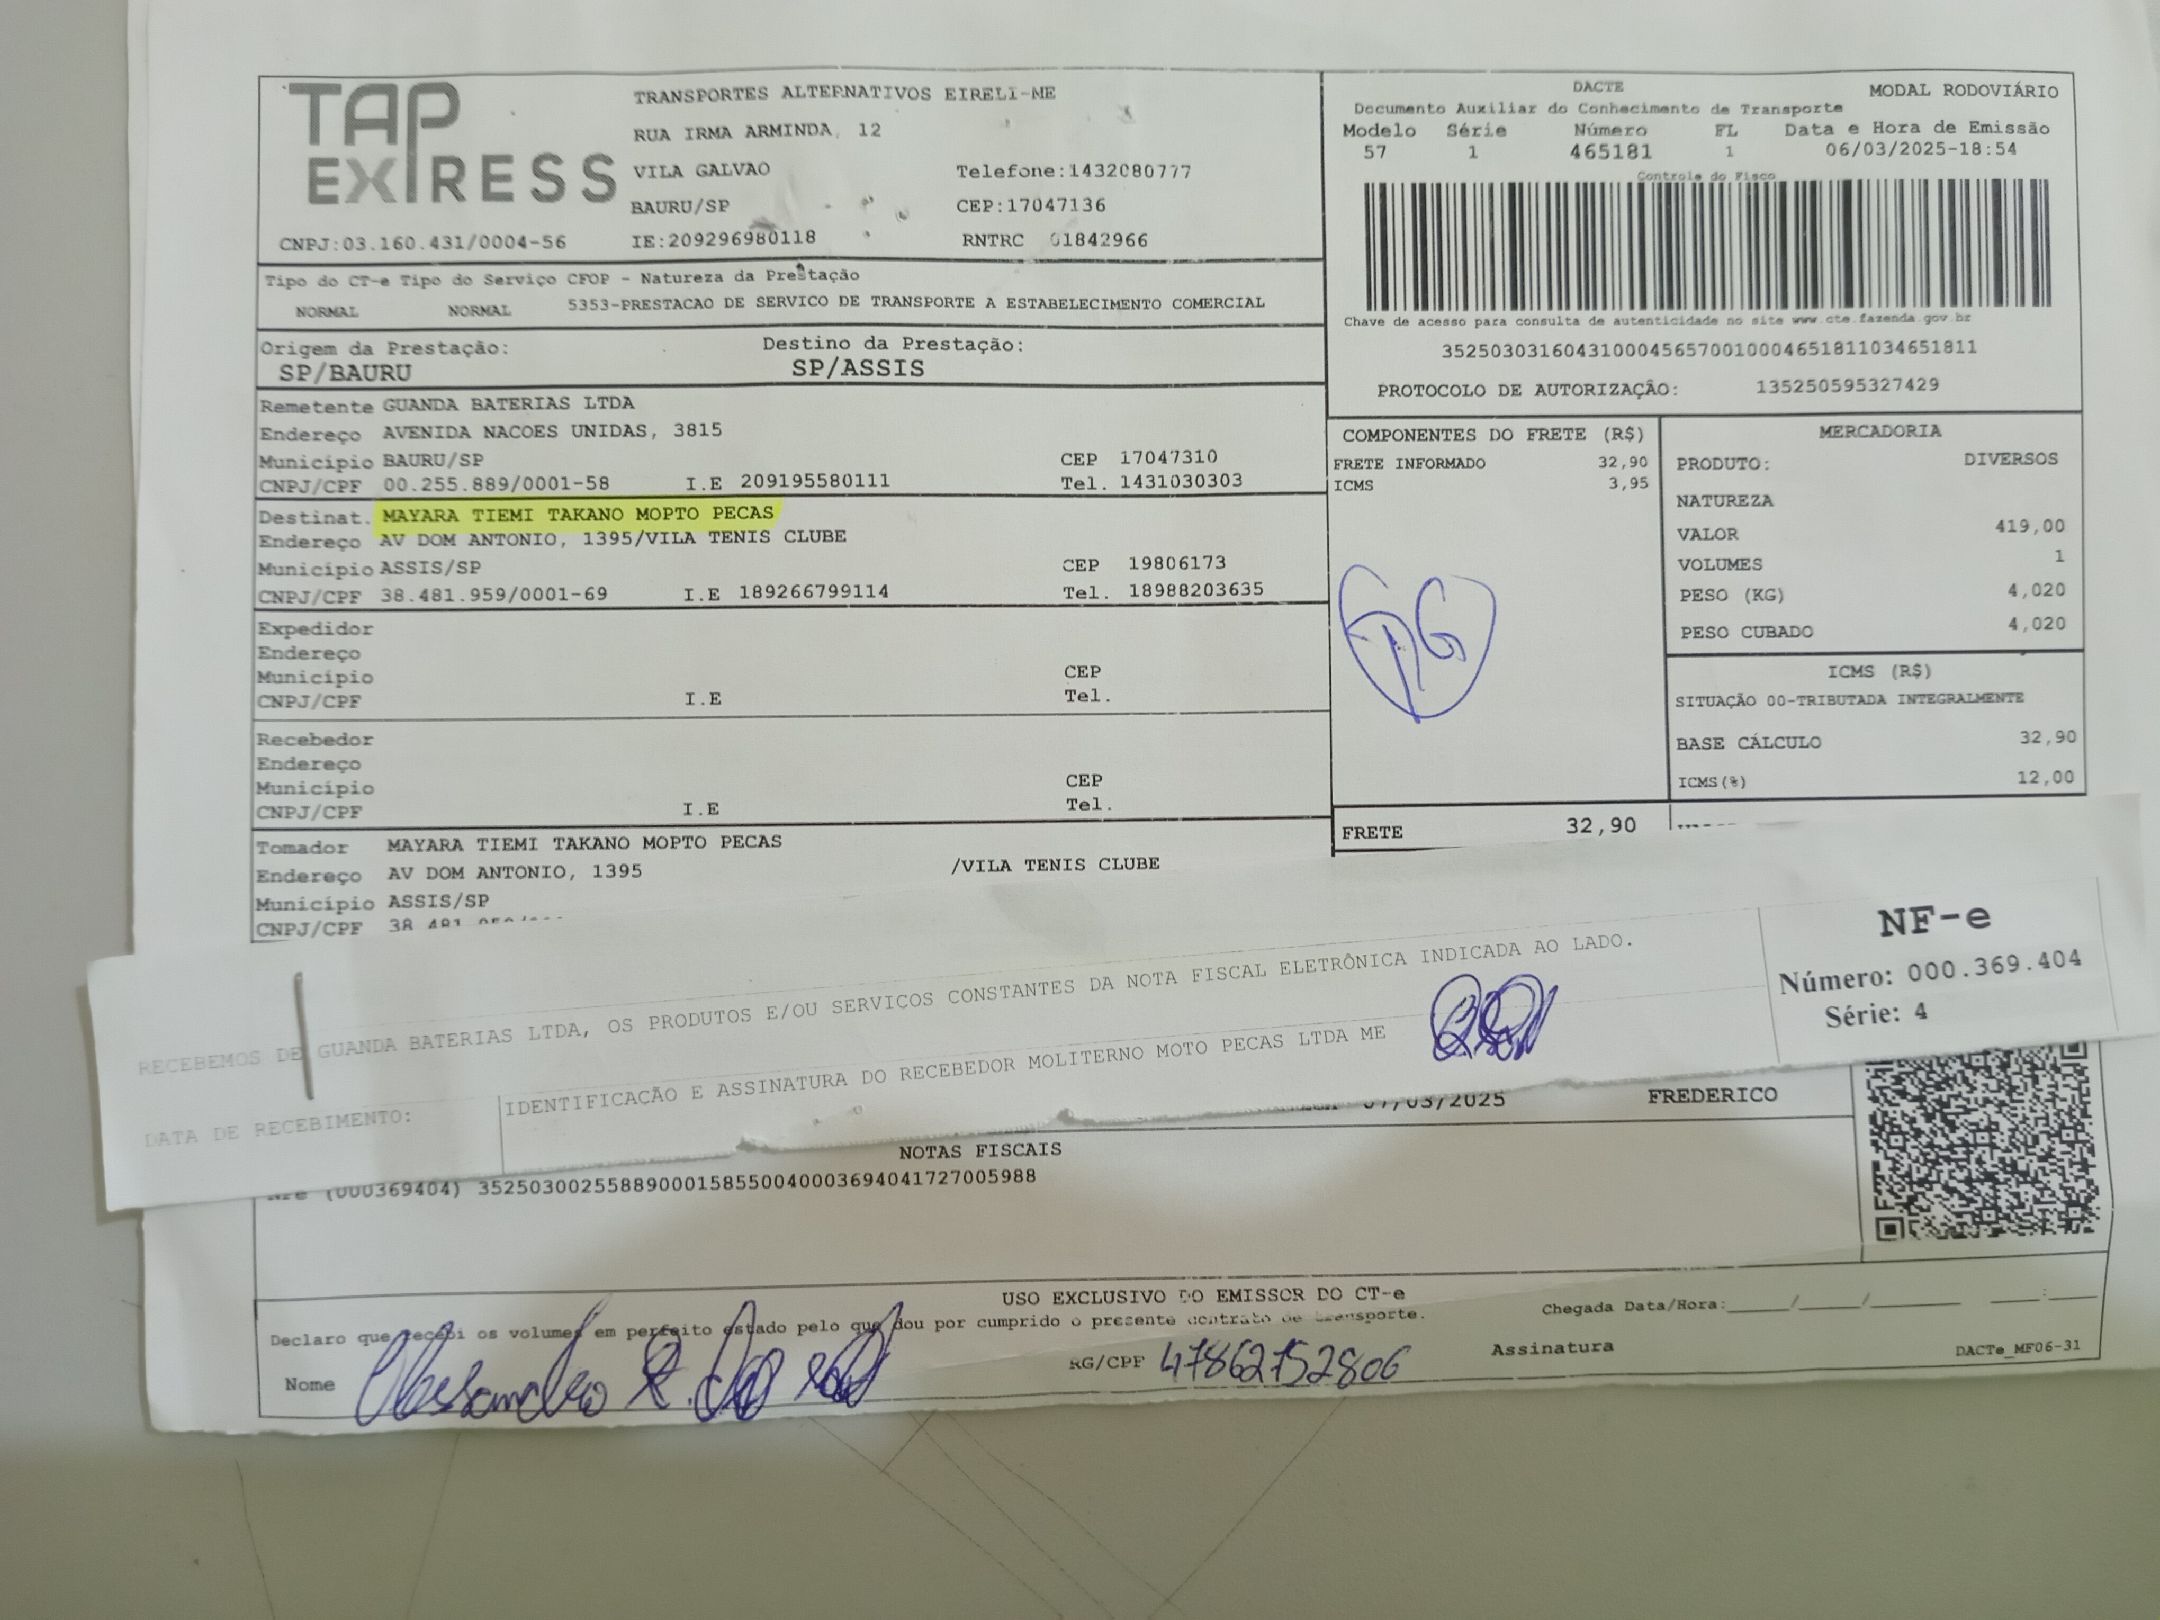 TAP EXPRESS
TRANSPORTES ALTERNATIVOS EIRELI-ME
RUA IRMA ARMINDA, 12
VILA GALVAO Telefone:1432080777
BAURU/SP CEP:17047136
CNPJ:03.160.431/0004-56 IE:209296980118 RNTRC 01842966
DACTE MODAL RODOVIÁRIO
Documento Auxiliar do Conhecimento de Transporte
Modelo Série Número FL Data e Hora de Emissão
57 1 465181 1 06/03/2025-18:54
Controle do Fisco
Chave de acesso para consulta de autenticidade no site www.cte.fazenda.gov.br
35250303160431000456570010004651811034651811
PROTOCOLO DE AUTORIZAÇÃO: 135250595327429
Tipo do CT-e Tipo do Serviço CFOP - Natureza da Prestação
NORMAL NORMAL 5353-PRESTACAO DE SERVICO DE TRANSPORTE A ESTABELECIMENTO COMERCIAL
Origem da Prestação: Destino da Prestação:
SP/BAURU SP/ASSIS
Remetente GUANDA BATERIAS LTDA
Endereço AVENIDA NACOES UNIDAS, 3815
Município BAURU/SP CEP 17047310
CNPJ/CPF 00.255.889/0001-58 I.E 209195580111 Tel. 1431030303
Destinat. MAYARA TIEMI TAKANO MOPTO PECAS
Endereço AV DOM ANTONIO, 1395/VILA TENIS CLUBE
Município ASSIS/SP CEP 19806173
CNPJ/CPF 38.481.959/0001-69 I.E 189266799114 Tel. 18988203635
Expedidor
Endereço
Município CEP
CNPJ/CPF I.E Tel.
Recebedor
Endereço
Município CEP
CNPJ/CPF I.E Tel.
Tomador MAYARA TIEMI TAKANO MOPTO PECAS
Endereço AV DOM ANTONIO, 1395 /VILA TENIS CLUBE
Município ASSIS/SP
CNPJ/CPF 38.481.959
COMPONENTES DO FRETE (R$)
FRETE INFORMADO 32,90
ICMS 3,95
FRETE 32,90
MERCADORIA
PRODUTO: DIVERSOS
NATUREZA
VALOR 419,00
VOLUMES 1
PESO (KG) 4,020
PESO CUBADO 4,020
ICMS (R$)
SITUAÇÃO 00-TRIBUTADA INTEGRALMENTE
BASE CÁLCULO 32,90
ICMS(%) 12,00
RECEBEMOS DE GUANDA BATERIAS LTDA, OS PRODUTOS E/OU SERVIÇOS CONSTANTES DA NOTA FISCAL ELETRÔNICA INDICADA AO LADO.
DATA DE RECEBIMENTO: IDENTIFICAÇÃO E ASSINATURA DO RECEBEDOR MOLITERNO MOTO PECAS LTDA ME
NF-e
Número: 000.369.404
Série: 4
07/03/2025 FREDERICO
NOTAS FISCAIS
NFe (000369404) 35250300255889000158550040003694041727005988
USO EXCLUSIVO DO EMISSOR DO CT-e
Declaro que recebi os volumes em perfeito estado pelo que dou por cumprido o presente contrato de transporte.
Chegada Data/Hora:____/____/____ ____:____
Nome RG/CPF 47862152806 Assinatura
DACTe_MF06-31